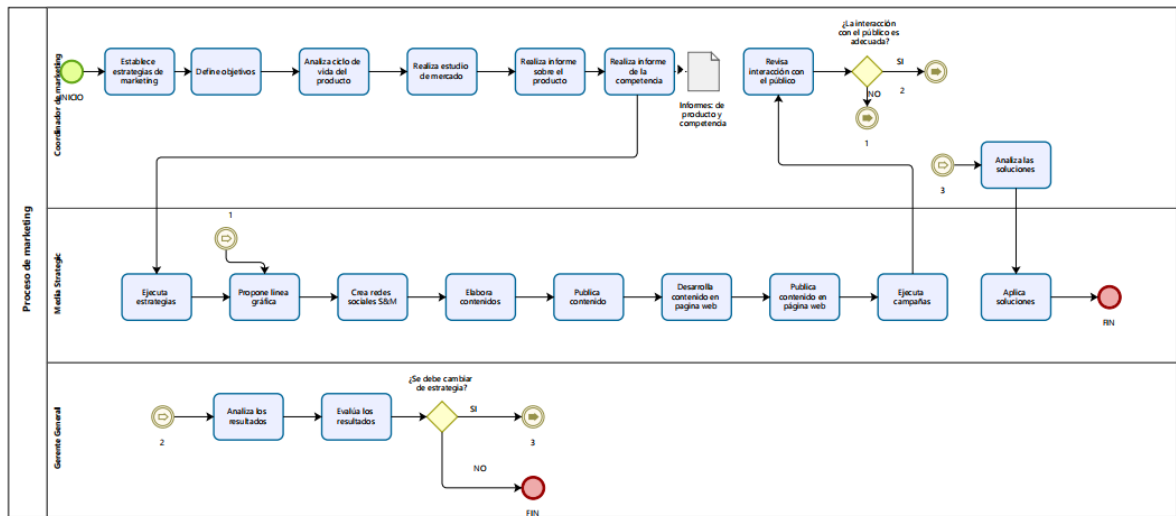 Proceso de marketing
Coordinador de marketing
INICIO
Establece
estrategias de
marketing
Define objetivos
Analiza ciclo de
vida del
producto
Realiza estudio
de mercado
Realiza informe
sobre el
producto
Realiza informe
de la
competencia
Informes: de
producto y
competencia
Revisa
interacción con
el público
¿La interacción
con el público es
adecuada?
SI
2
NO
1
3
Analiza las
soluciones
Media Strategic
1
Ejecuta
estrategias
Propone línea
gráfica
Crea redes
sociales S&M
Elabora
contenidos
Publica
contenido
Desarrolla
contenido en
pagina web
Publica
contenido en
página web
Ejecuta
campañas
Aplica
soluciones
FIN
Gerente General
2
Analiza los
resultados
Evalúa los
resultados
¿Se debe cambiar
de estrategia?
SI
3
NO
FIN